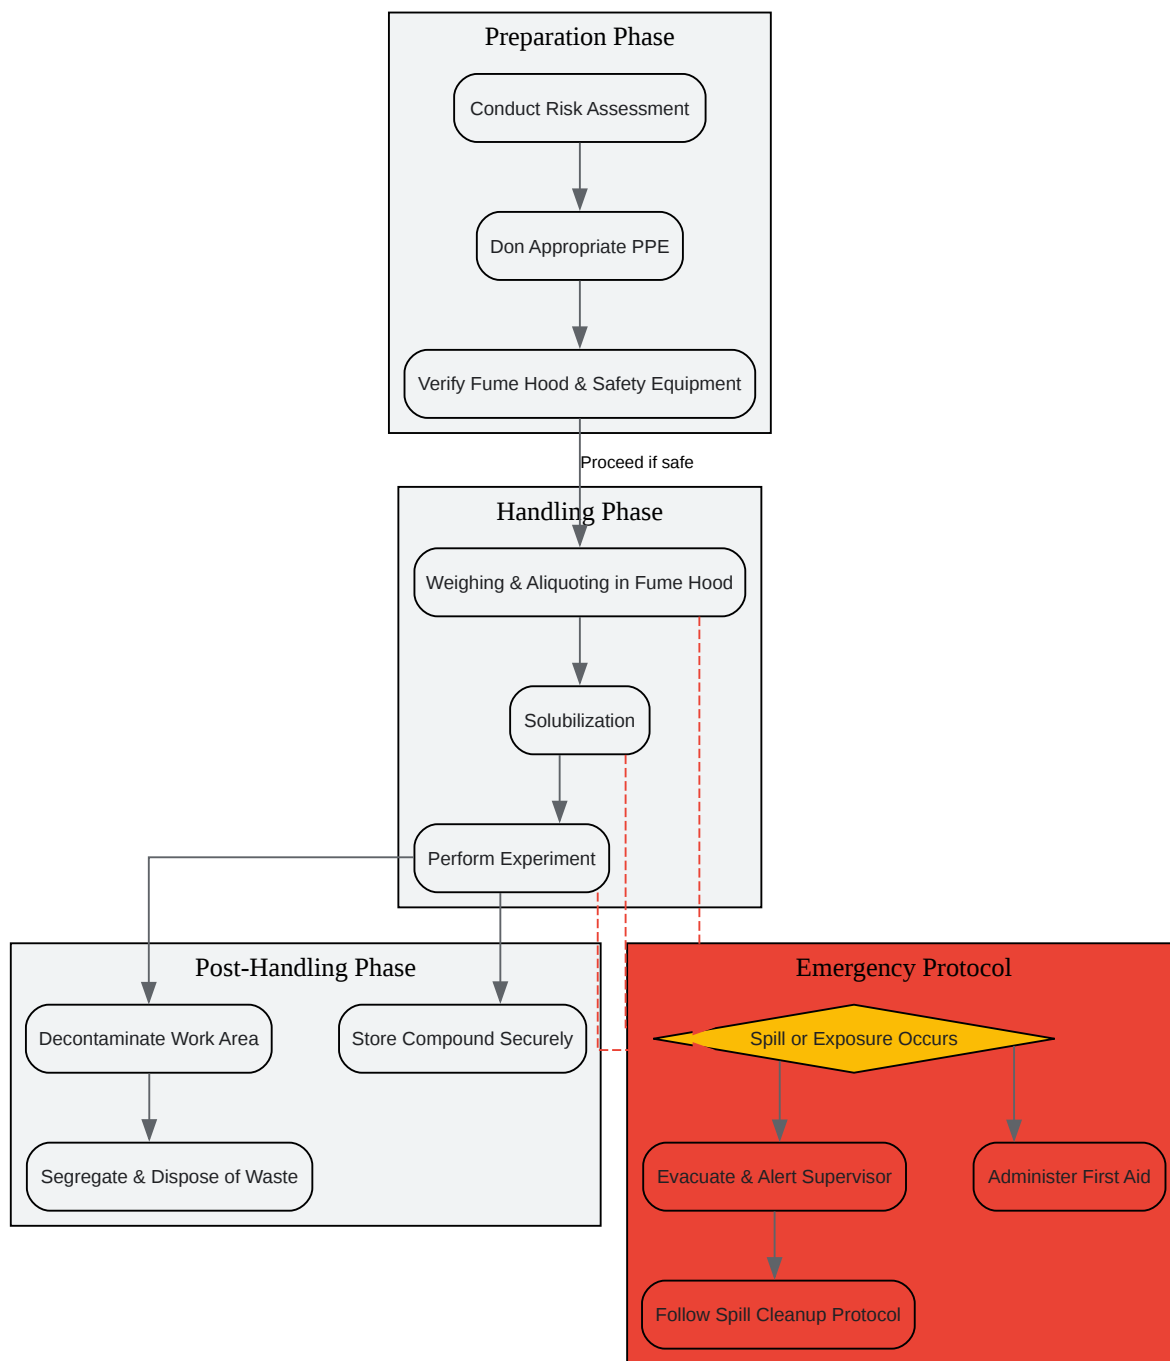 Preparation Phase
Conduct Risk Assessment
Don Appropriate PPE
Verify Fume Hood & Safety Equipment
Proceed if safe
Handling Phase
Weighing & Aliquoting in Fume Hood
Solubilization
Perform Experiment
Post-Handling Phase
Decontaminate Work Area
Store Compound Securely
Segregate & Dispose of Waste
Emergency Protocol
Spill or Exposure Occurs
Evacuate & Alert Supervisor
Administer First Aid
Follow Spill Cleanup Protocol